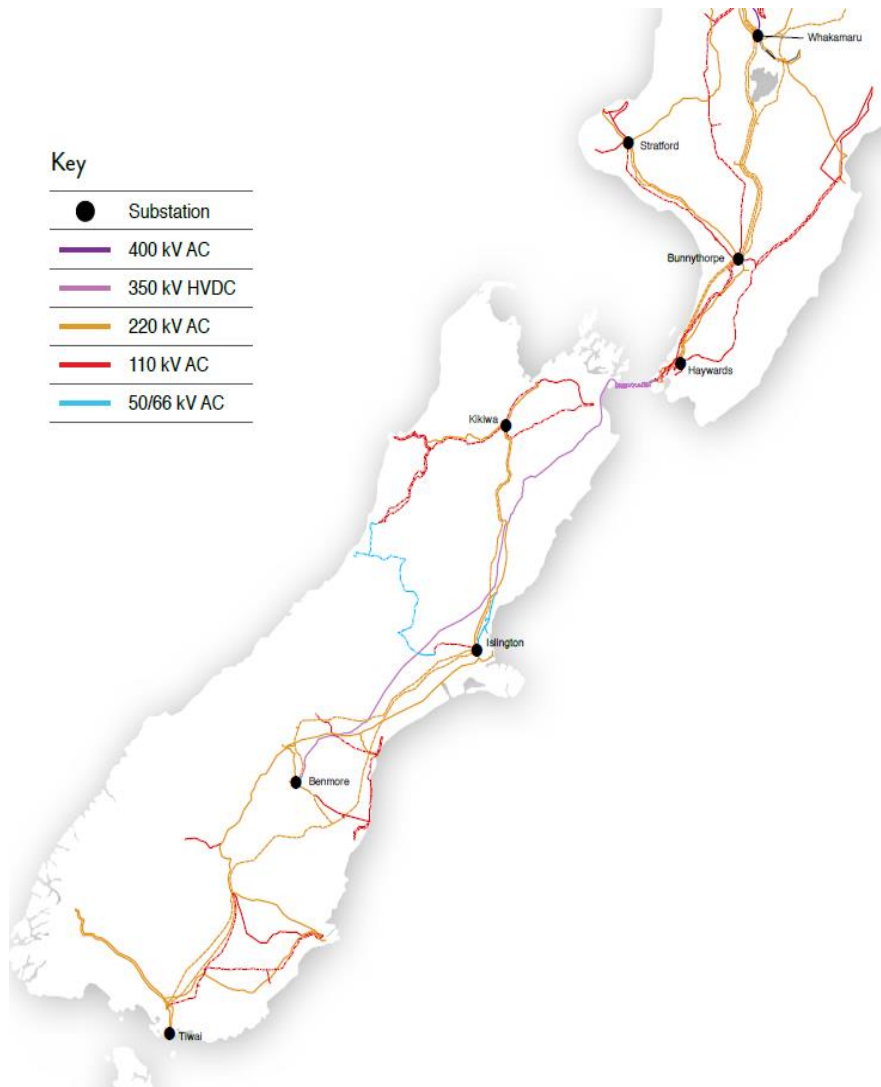 Key
Substation
400 kV AC
350 kV HVDC
220 kV AC
110 kV AC
50/66 kV AC
Whakamaru
Stratford
Bunnythorpe
Haywards
Kikiwa
Islington
Benmore
Tiwai